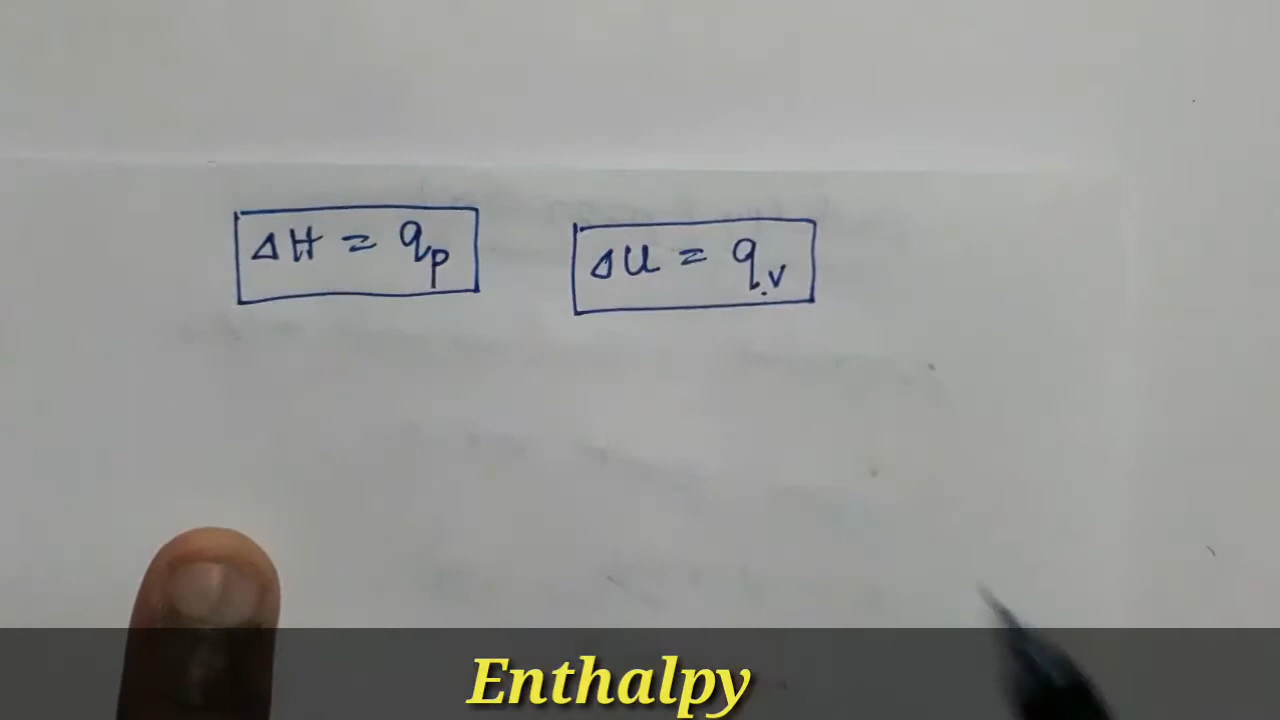 ΔH = qp
ΔU = qv
Enthalpy